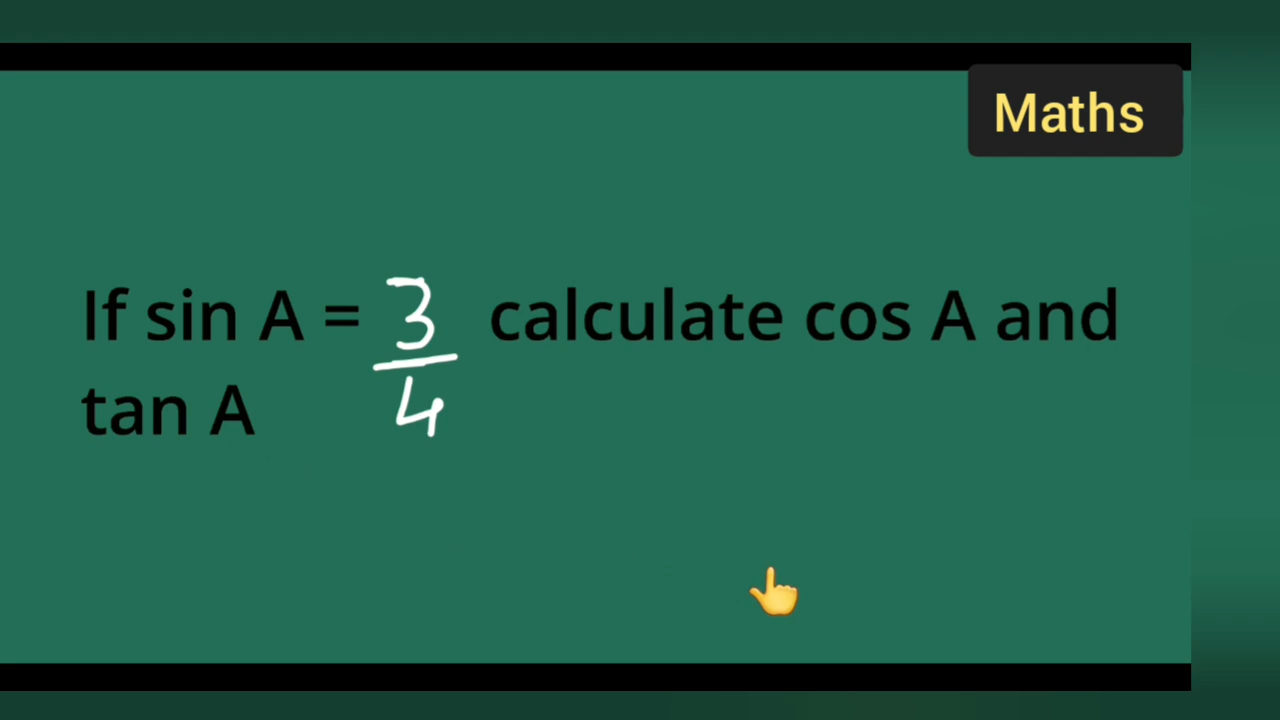 Maths
If sin A = 3/4 calculate cos A and
tan A